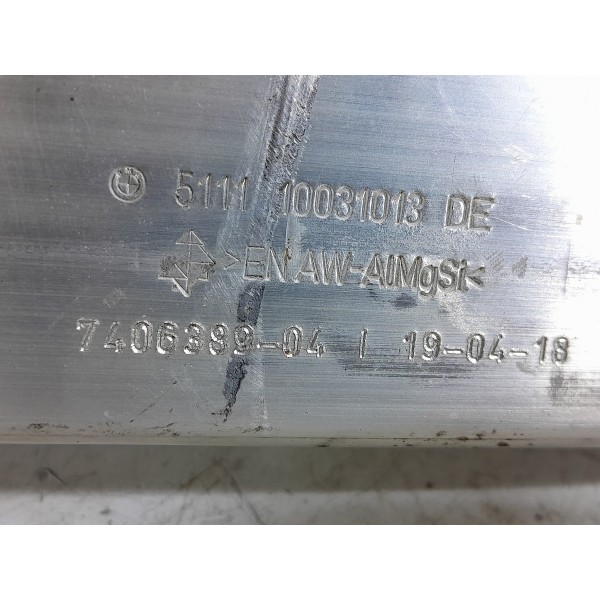 5111 10031013 DE
>EN AW-AlMgSi<
7406389-04 | 19-04-18